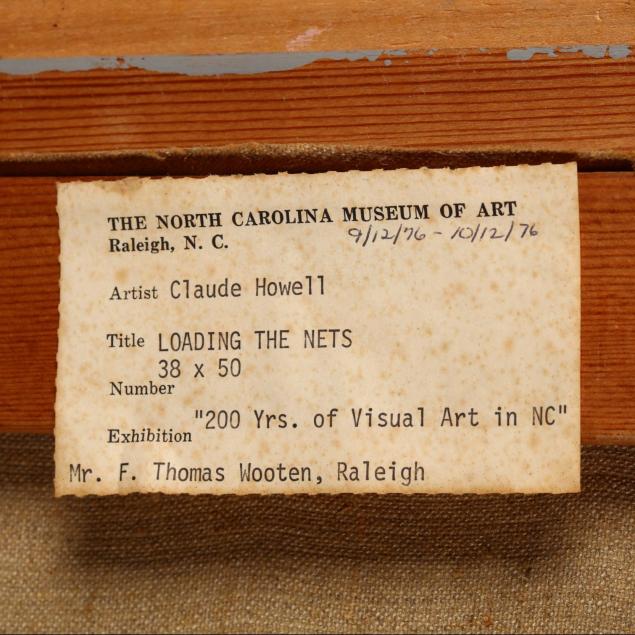 THE NORTH CAROLINA MUSEUM OF ART
Raleigh, N. C. 9/12/76 - 10/12/76
Artist Claude Howell
Title LOADING THE NETS
38 x 50
Number
"200 Yrs. of Visual Art in NC"
Exhibition
Mr. F. Thomas Wooten, Raleigh